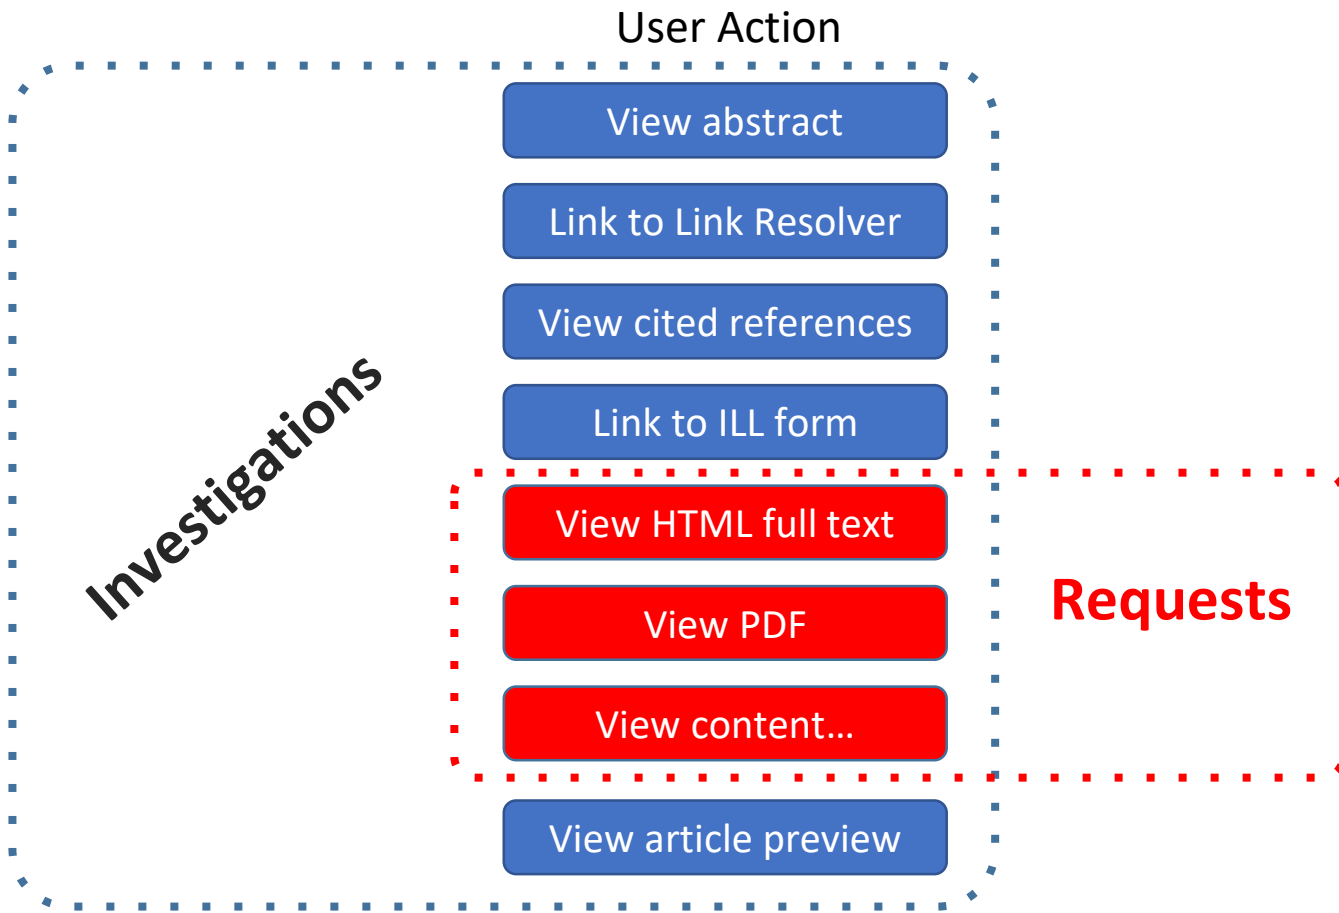 User Action
View abstract
Link to Link Resolver
View cited references
Link to ILL form
Investigations
View HTML full text
View PDF
Requests
View content…
View article preview